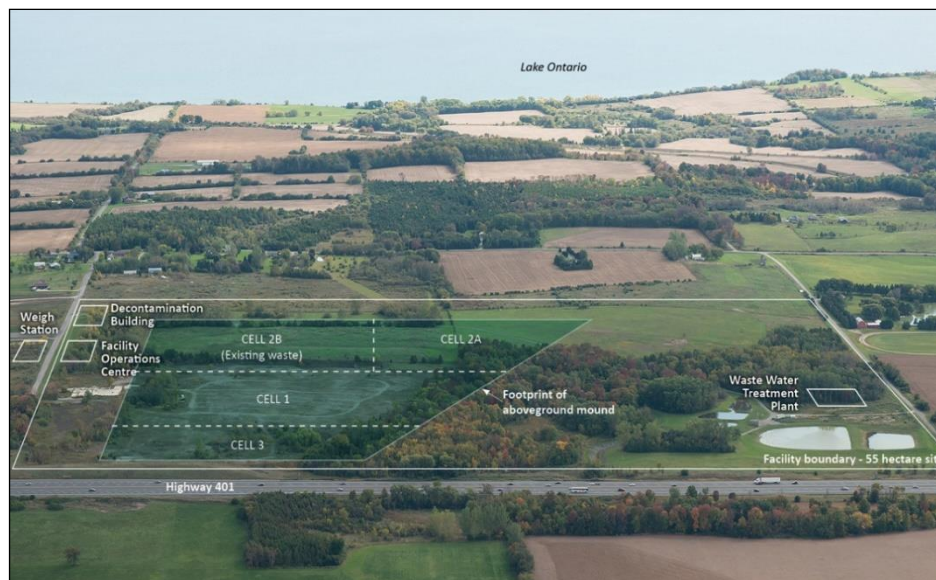 Lake Ontario
Weigh
Station
Decontamination
Building
Facility
Operations
Centre
CELL 2B
(Existing waste)
CELL 2A
CELL 1
CELL 3
Footprint of
aboveground mound
Waste Water
Treatment
Plant
Facility boundary - 55 hectare sit
Highway 401